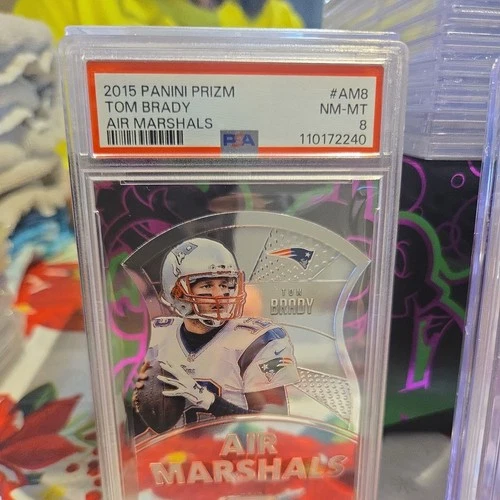 2015 PANINI PRIZM #AM8
TOM BRADY NM-MT
AIR MARSHALS 8
PSA 110172240
TOM
BRADY
AIR
MARSHALS